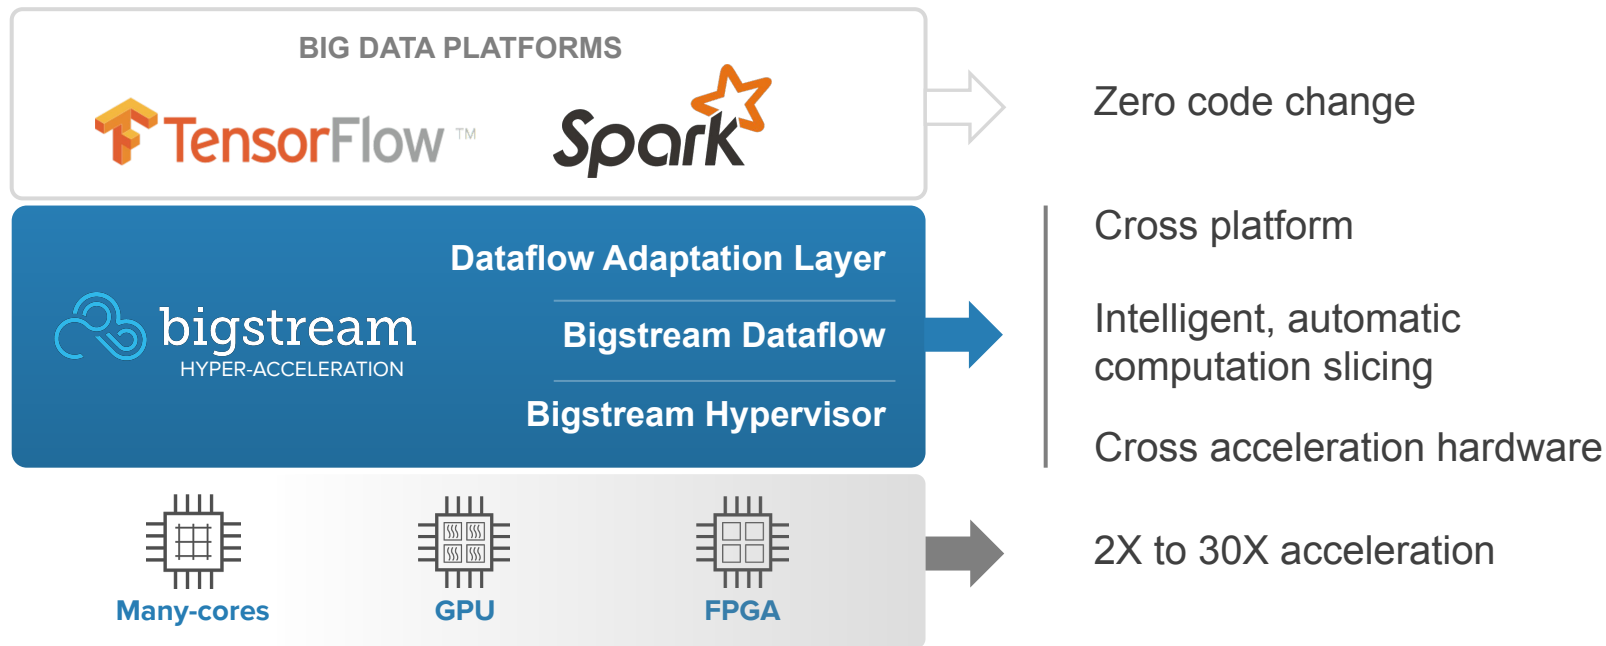 BIG DATA PLATFORMS
TensorFlow™
Spark
Zero code change
Dataflow Adaptation Layer
bigstream
HYPER-ACCELERATION
Bigstream Dataflow
Bigstream Hypervisor
Cross platform
Intelligent, automatic
computation slicing
Cross acceleration hardware
Many-cores
GPU
FPGA
2X to 30X acceleration